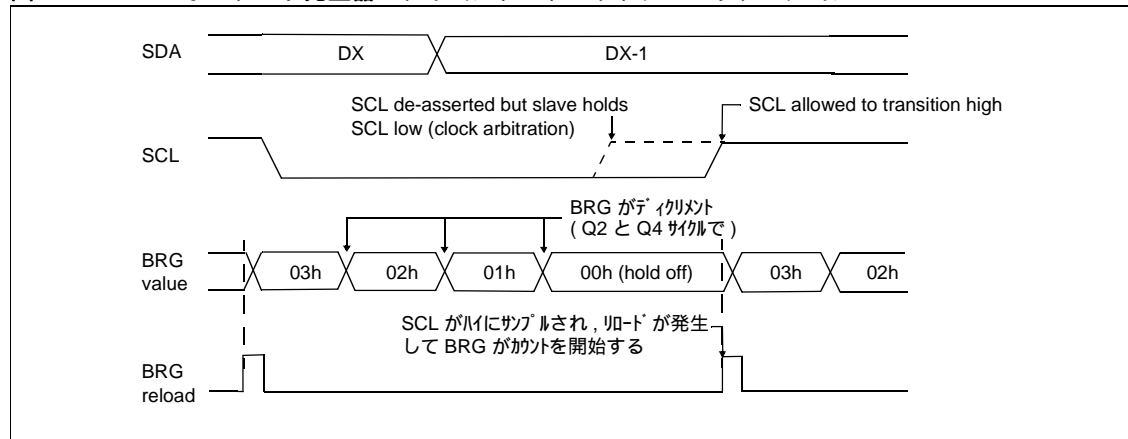 SDA
DX
DX-1
SCL de-asserted but slave holds
SCL low (clock arbitration)
SCL allowed to transition high
SCL
BRG がディクリメント
( Q2 と Q4 サイクルで )
BRG
value
03h
02h
01h
00h (hold off)
03h
02h
SCL がハイにサンプルされ , リロードが発生
して BRG がカウントを開始する
BRG
reload